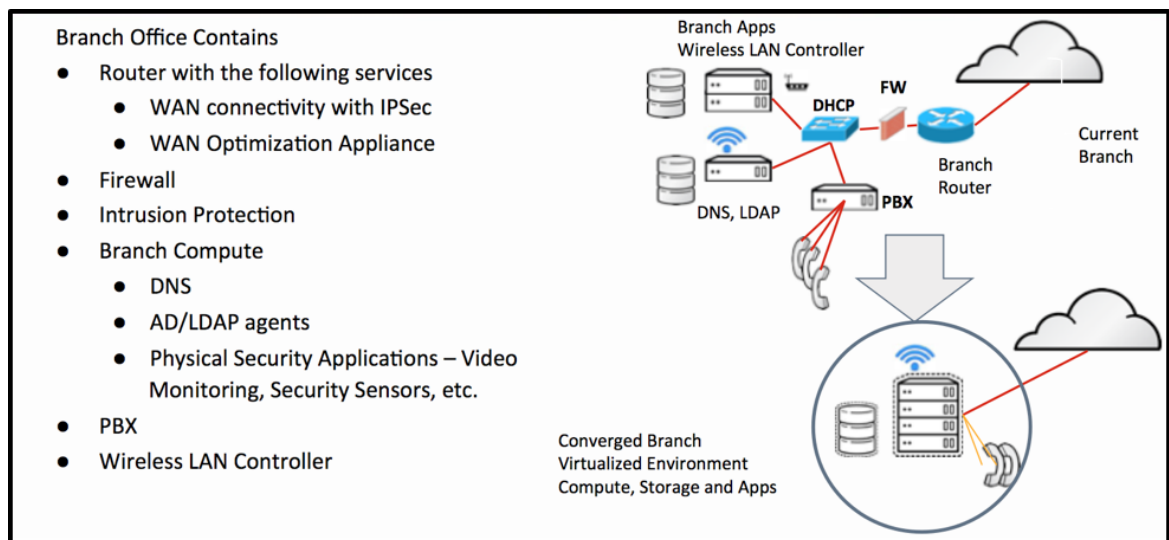 Branch Office Contains
● Router with the following services
● WAN connectivity with IPSec
● WAN Optimization Appliance
● Firewall
● Intrusion Protection
● Branch Compute
● DNS
● AD/LDAP agents
● Physical Security Applications – Video
Monitoring, Security Sensors, etc.
● PBX
● Wireless LAN Controller
Branch Apps
Wireless LAN Controller
DHCP
FW
Branch
Router
Current
Branch
DNS, LDAP
PBX
Converged Branch
Virtualized Environment
Compute, Storage and Apps